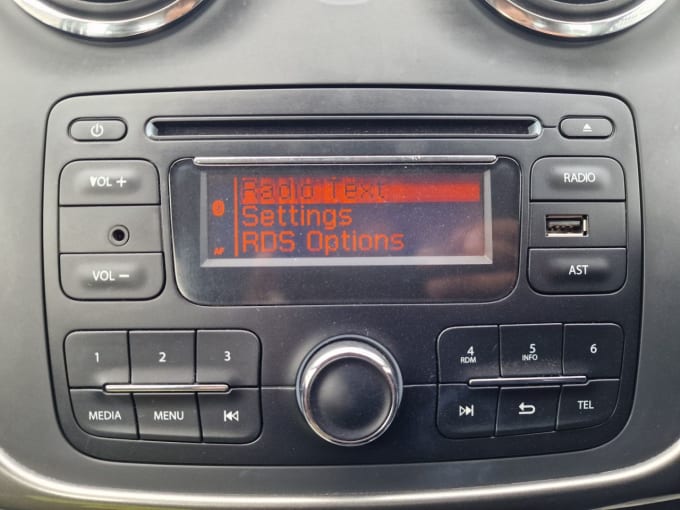 VOL +
RADIO
Radio Text
Settings
AF
RDS Options
VOL −
AST
1
2
3
4
RDM
5
INFO
6
MEDIA
MENU
TEL